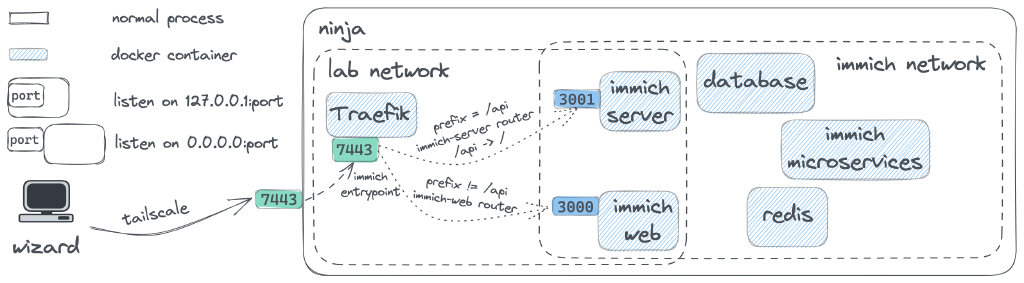 normal process
docker container
port
listen on 127.0.0.1:port
port
listen on 0.0.0.0:port
wizard
tailscale
7443
ninja
lab network
Traefik
7443
immich
entrypoint
prefix = /api
immich-server router
/api -> /
prefix != /api
immich-web router
3001
immich
server
3000
immich
web
immich network
database
immich
microservices
redis